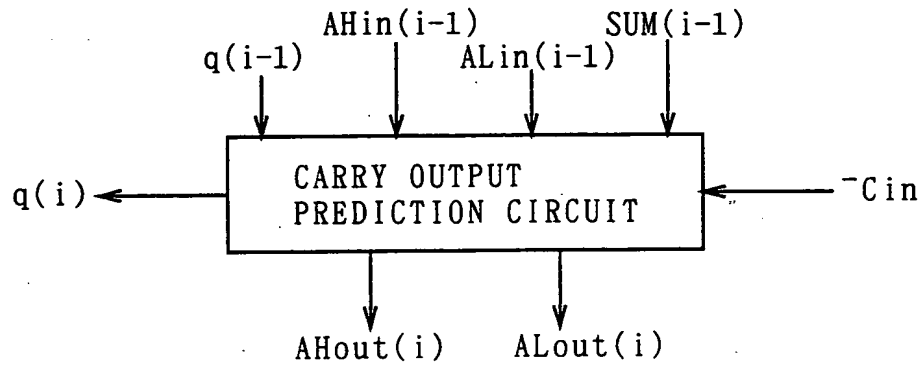 AHin(i-1)
SUM(i-1)
q(i-1)
ALin(i-1)
CARRY OUTPUT
PREDICTION CIRCUIT
q(i)
‾Cin
AHout(i)
ALout(i)